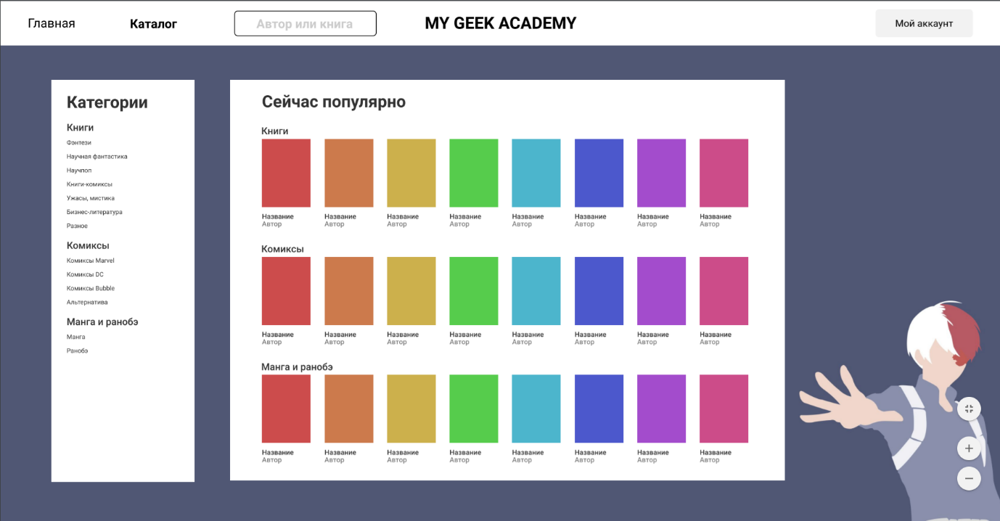 Главная Каталог Автор или книга MY GEEK ACADEMY Мой аккаунт
Категории
Книги
Фэнтези
Научная фантастика
Научпоп
Книги-комиксы
Ужасы, мистика
Бизнес-литература
Разное
Комиксы
Комиксы Marvel
Комиксы DC
Комиксы Bubble
Альтернатива
Манга и ранобэ
Манга
Ранобэ
Сейчас популярно
Книги
Название Название Название Название Название Название Название Название
Автор Автор Автор Автор Автор Автор Автор Автор
Комиксы
Название Название Название Название Название Название Название Название
Автор Автор Автор Автор Автор Автор Автор Автор
Манга и ранобэ
Название Название Название Название Название Название Название Название
Автор Автор Автор Автор Автор Автор Автор Автор